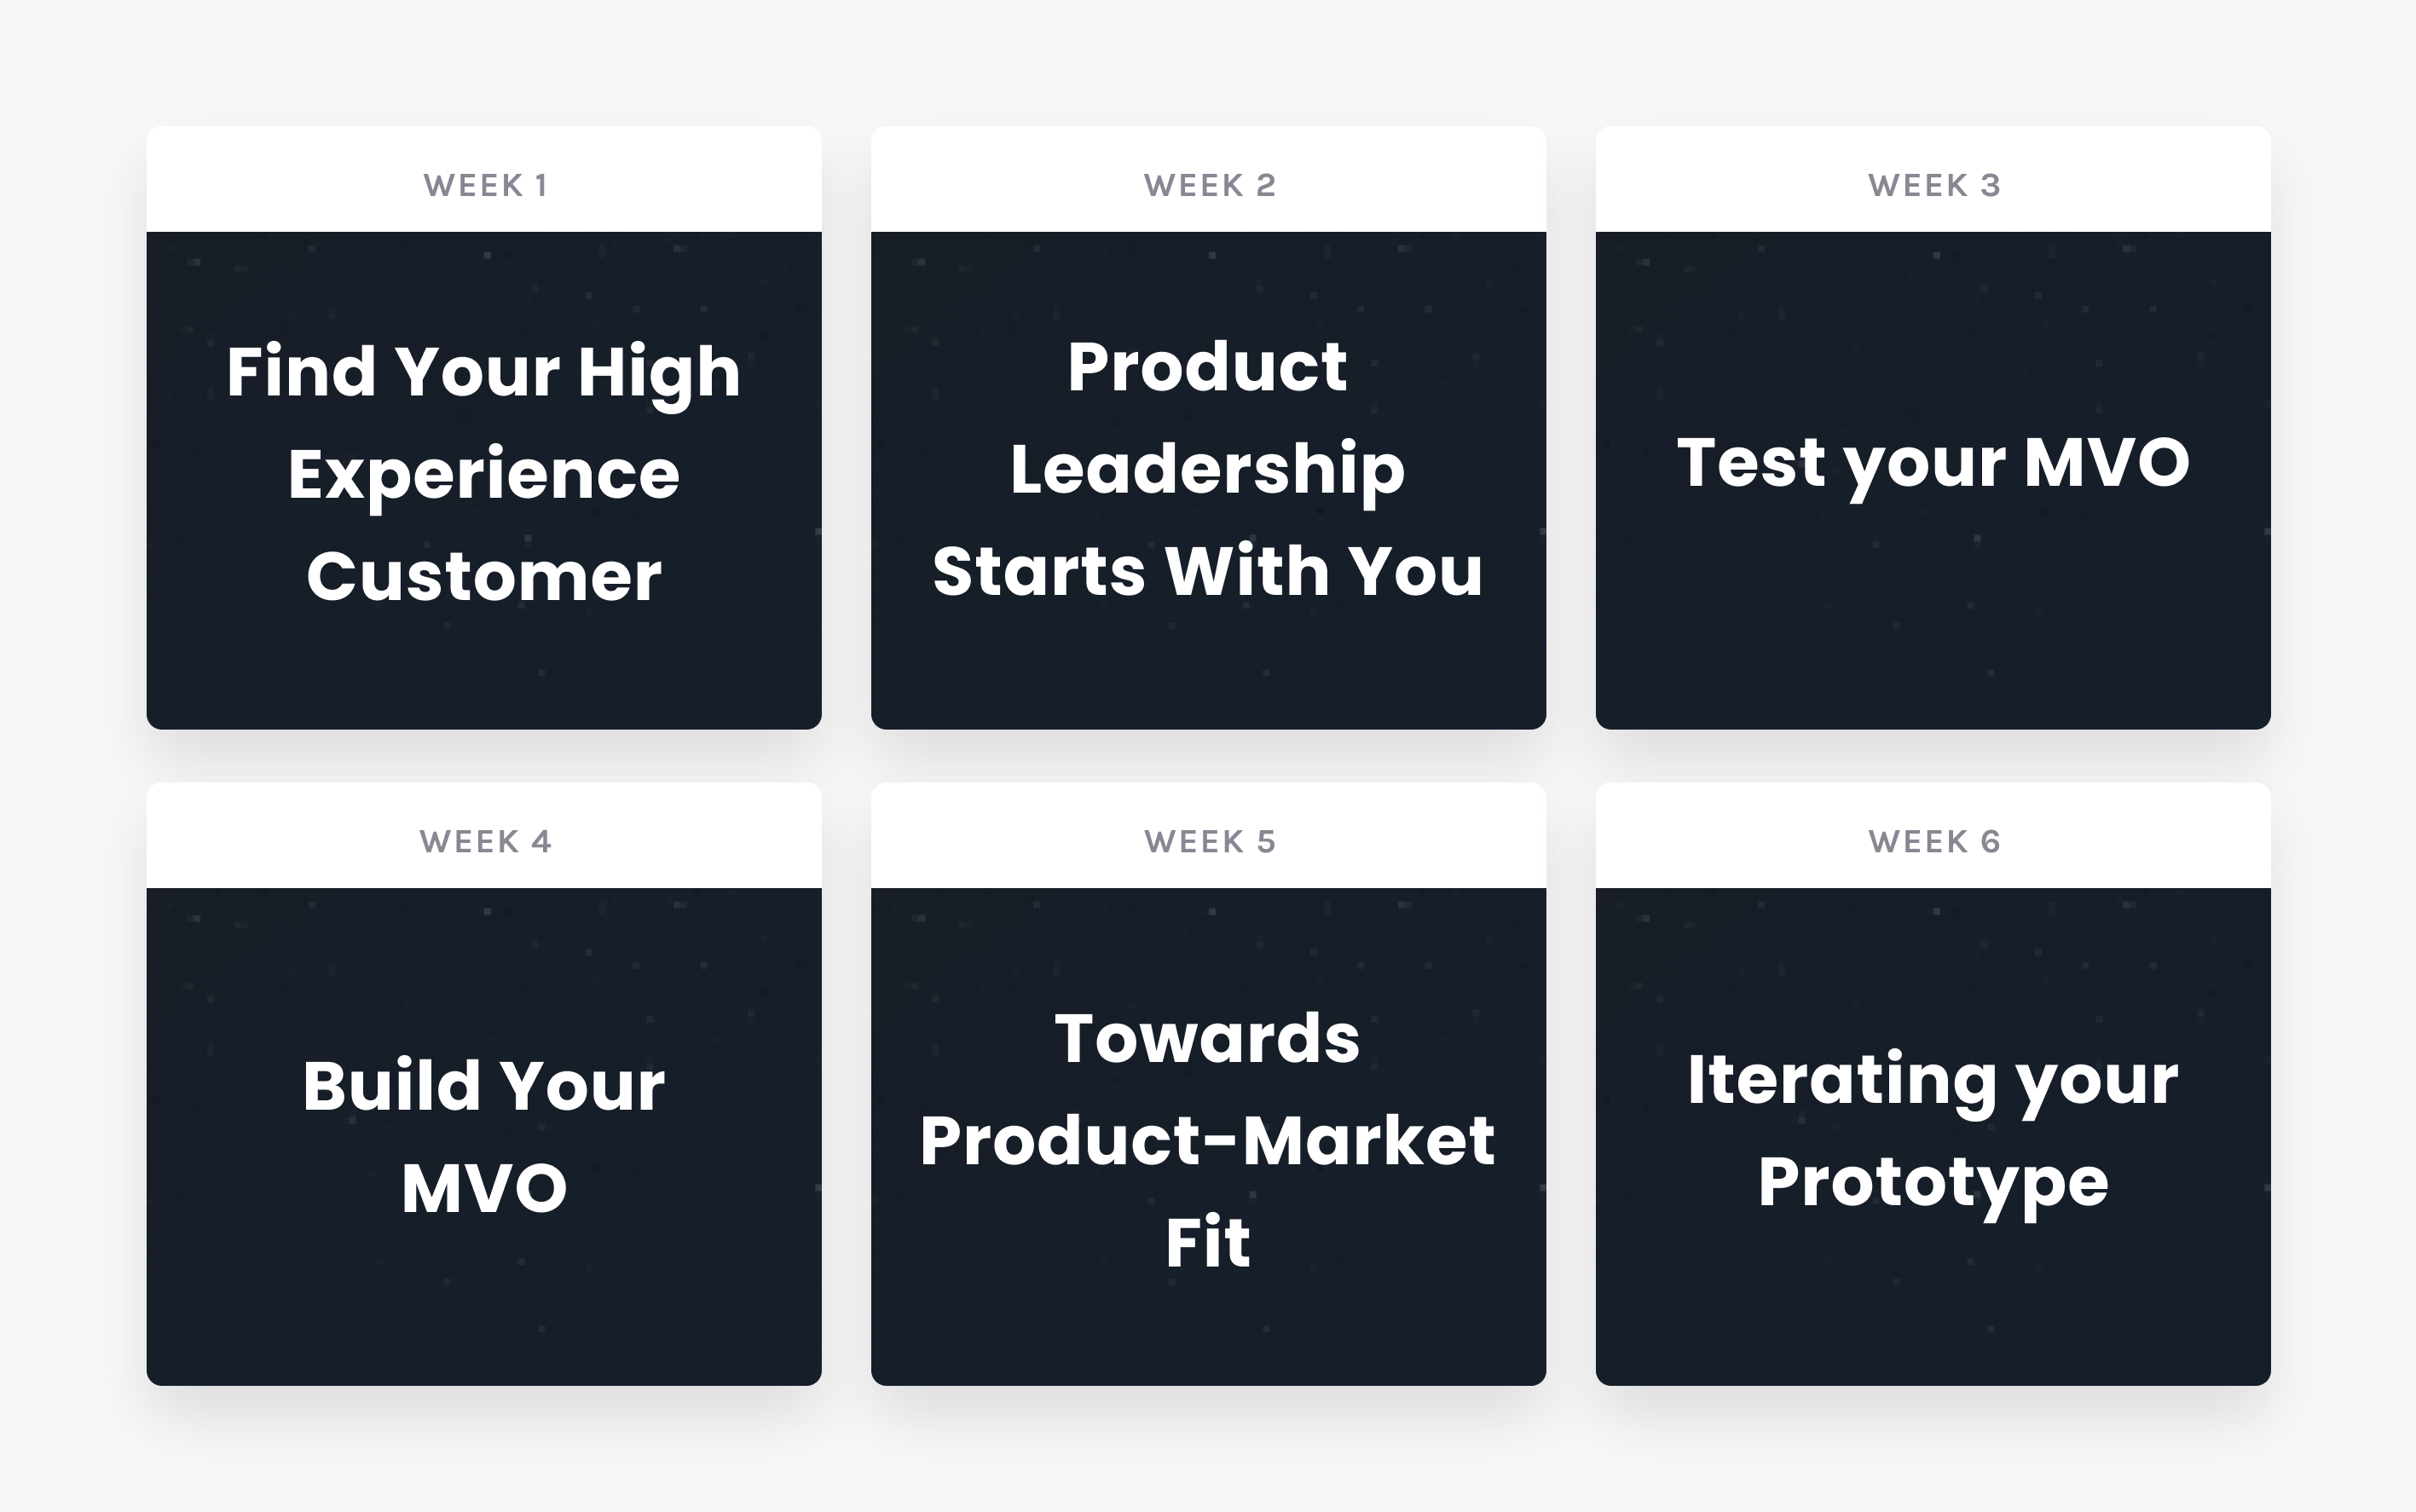 WEEK 1
Find Your High
Experience
Customer
WEEK 2
Product
Leadership
Starts With You
WEEK 3
Test your MVO
WEEK 4
Build Your
MVO
WEEK 5
Towards
Product-Market
Fit
WEEK 6
Iterating your
Prototype